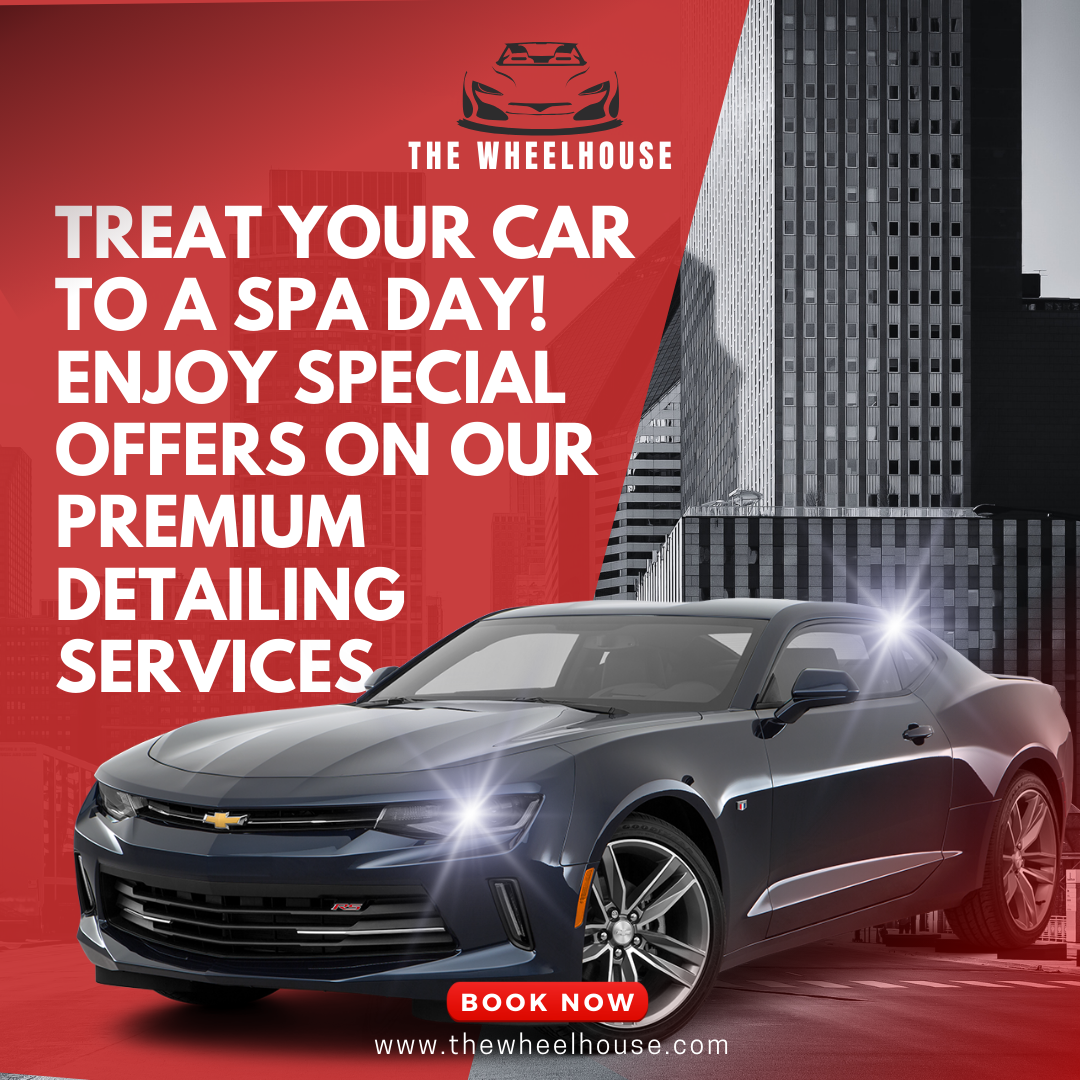 THE WHEELHOUSE
TREAT YOUR CAR
TO A SPA DAY!
ENJOY SPECIAL
OFFERS ON OUR
PREMIUM
DETAILING
SERVICES
RS
BOOK NOW
www.thewheelhouse.com